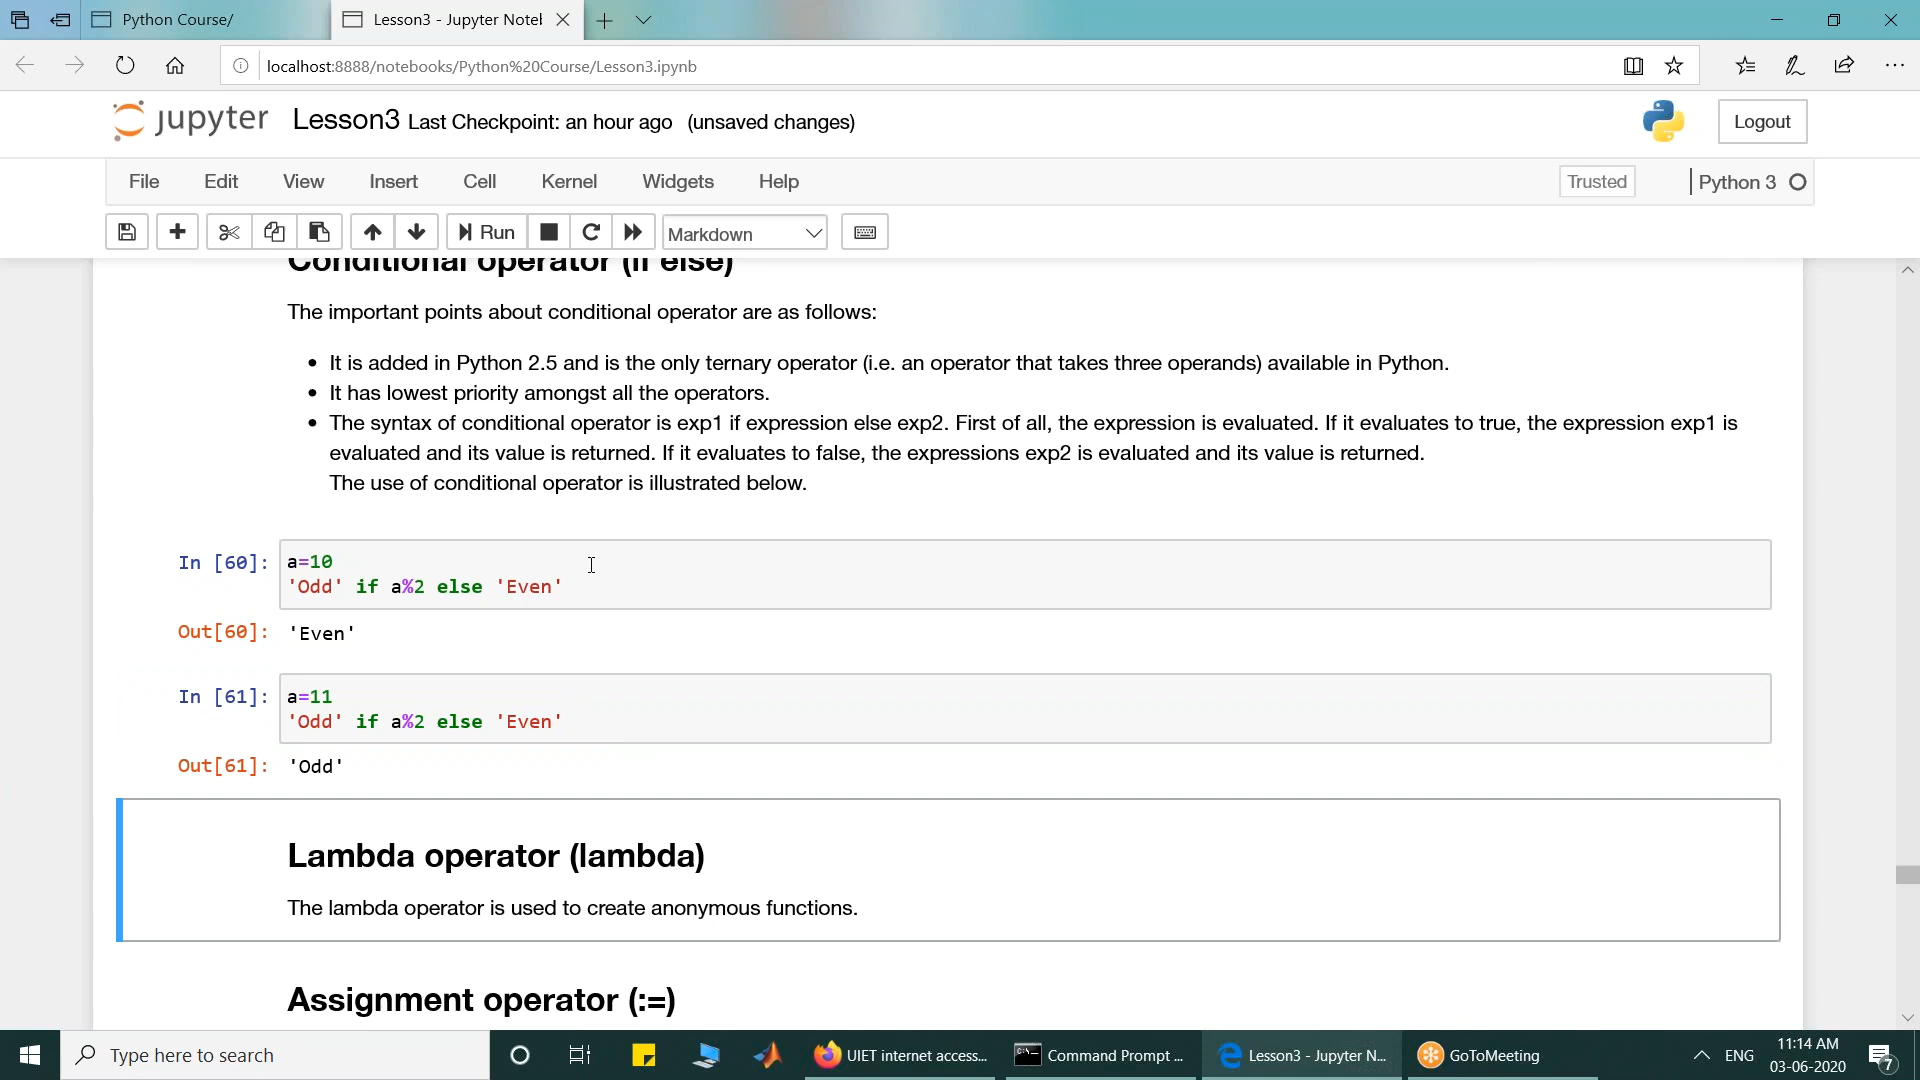 Python Course/
Lesson3 - Jupyter Notel
localhost:8888/notebooks/Python%20Course/Lesson3.ipynb
jupyter Lesson3 Last Checkpoint: an hour ago (unsaved changes)
Logout
File Edit View Insert Cell Kernel Widgets Help
Trusted
Python 3
Run
Markdown
Conditional operator (if else)
The important points about conditional operator are as follows:
• It is added in Python 2.5 and is the only ternary operator (i.e. an operator that takes three operands) available in Python.
• It has lowest priority amongst all the operators.
• The syntax of conditional operator is exp1 if expression else exp2. First of all, the expression is evaluated. If it evaluates to true, the expression exp1 is
evaluated and its value is returned. If it evaluates to false, the expressions exp2 is evaluated and its value is returned.
The use of conditional operator is illustrated below.
In [60]: a=10
'Odd' if a%2 else 'Even'
Out[60]: 'Even'
In [61]: a=11
'Odd' if a%2 else 'Even'
Out[61]: 'Odd'
Lambda operator (lambda)
The lambda operator is used to create anonymous functions.
Assignment operator (:=)
Type here to search
UIET internet access...
Command Prompt ...
Lesson3 - Jupyter N...
GoToMeeting
ENG
11:14 AM
03-06-2020
7